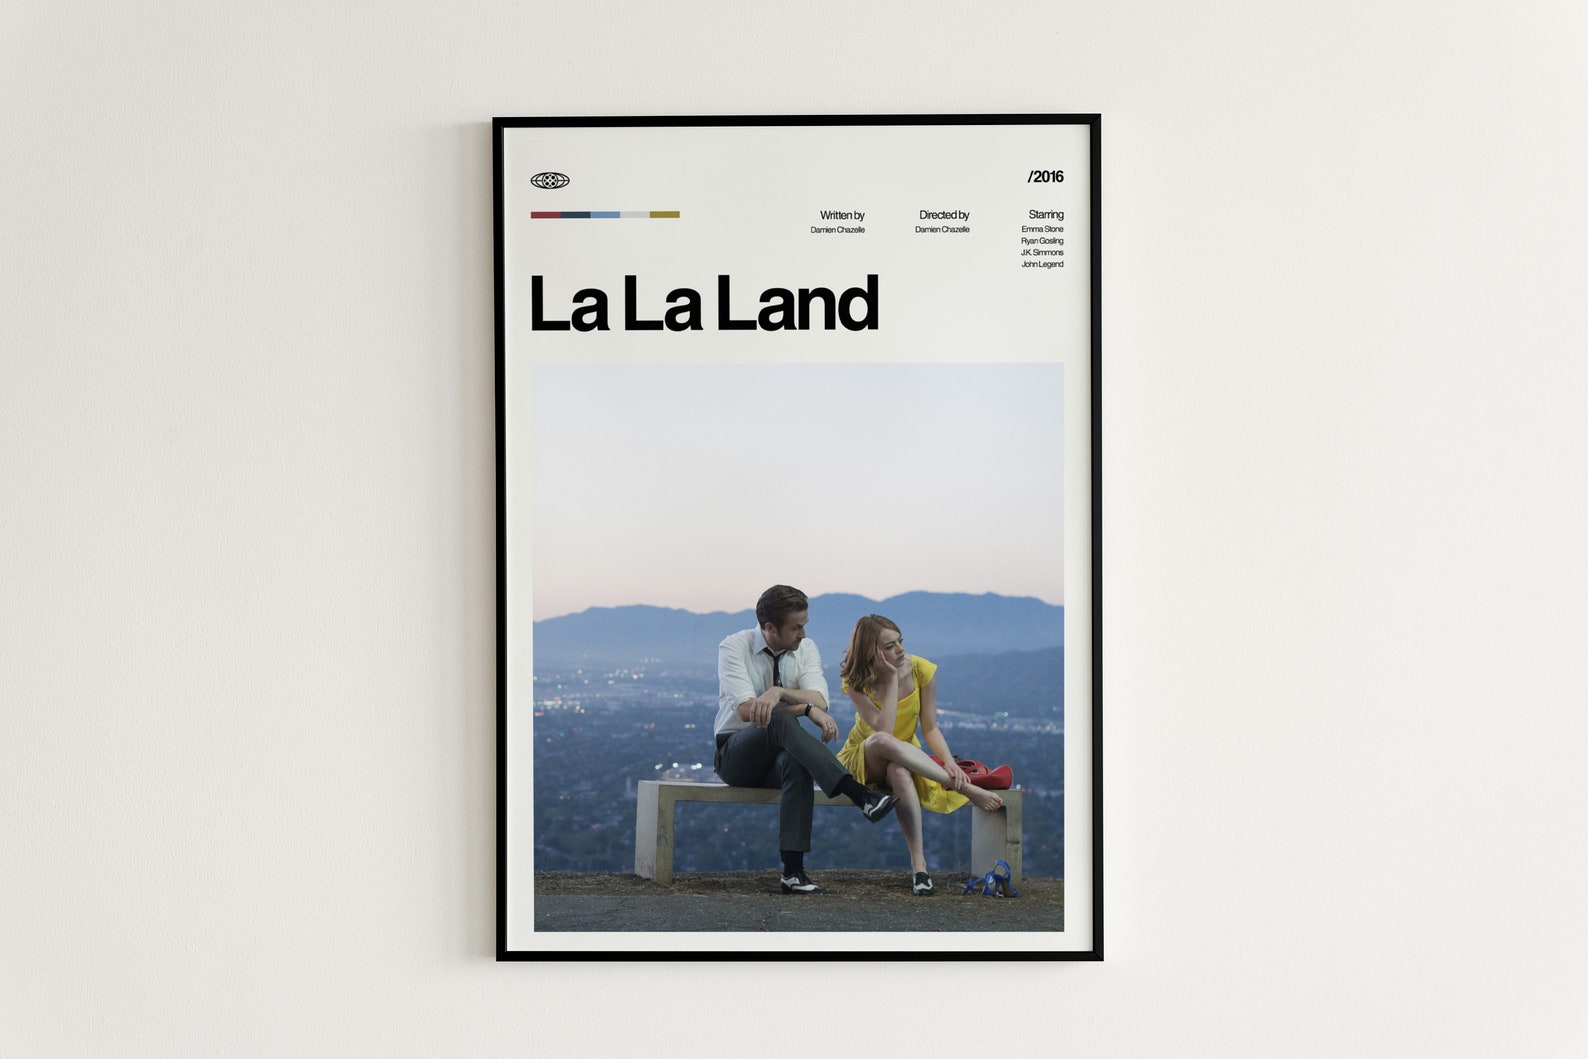 /2016
Written by
Damien Chazelle
Directed by
Damien Chazelle
Starring
Emma Stone
Ryan Gosling
J.K. Simmons
John Legend
La La Land